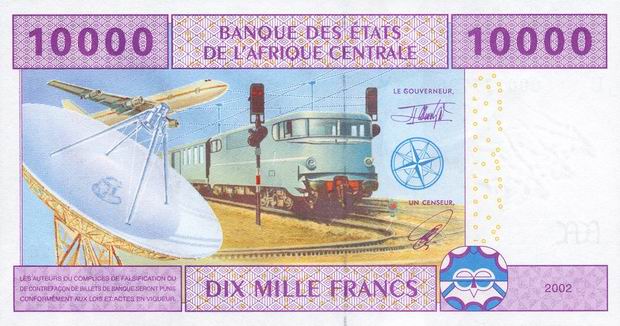 10000
BANQUE DES ÉTATS
DE L'AFRIQUE CENTRALE
10000
LE GOUVERNEUR,
UN CENSEUR,
LES AUTEURS OU COMPLICES DE FALSIFICATION OU
DE CONTREFAÇON DE BILLETS DE BANQUE SERONT PUNIS
CONFORMÉMENT AUX LOIS ET ACTES EN VIGUEUR.
DIX MILLE FRANCS
2002